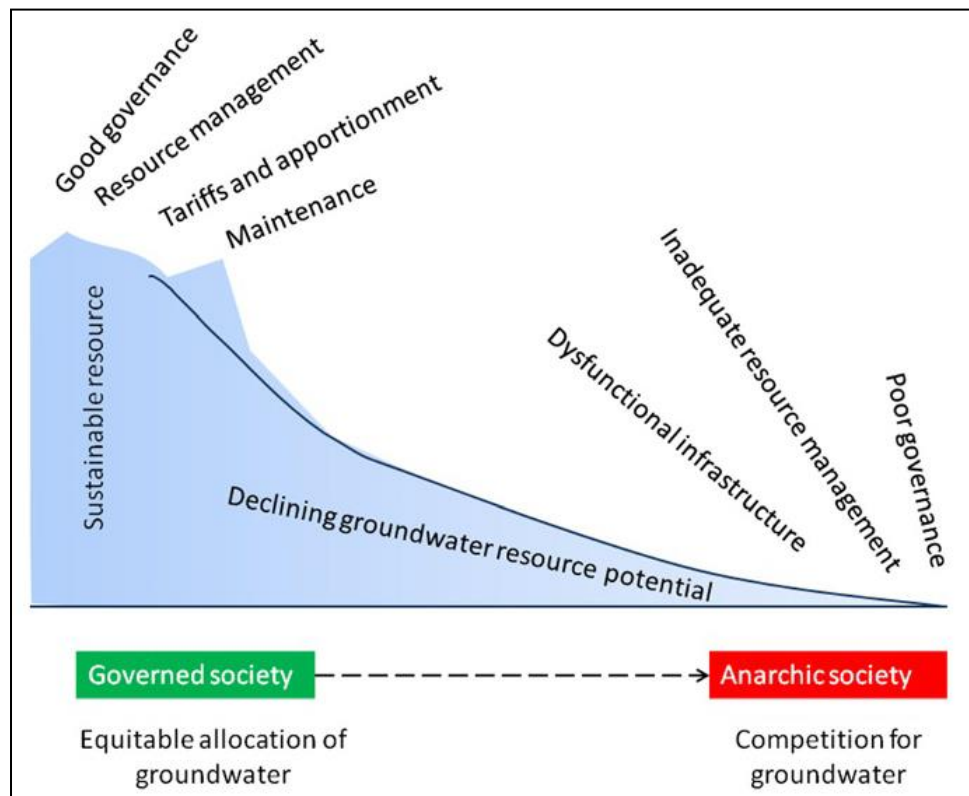 Good governance
Resource management
Tariffs and apportionment
Maintenance
Sustainable resource
Declining groundwater resource potential
Dysfunctional infrastructure
Inadequate resource management
Poor governance
Governed society
Anarchic society
Equitable allocation of
groundwater
Competition for
groundwater